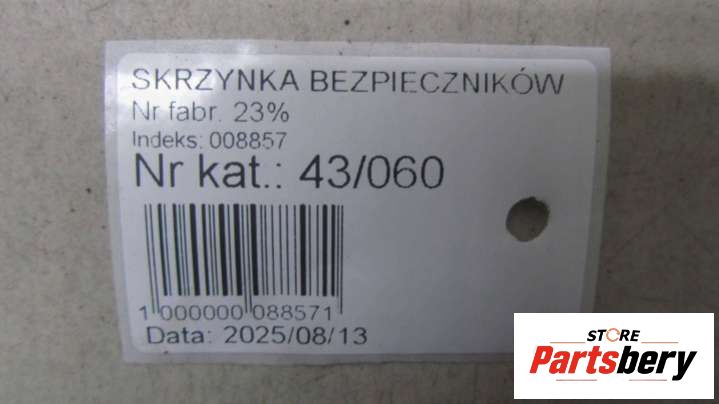 SKRZYNKA BEZPIECZNIKÓW
Nr fabr. 23%
Indeks: 008857
Nr kat.: 43/060
1 000000 088571
Data: 2025/08/13
STORE
Partsbery